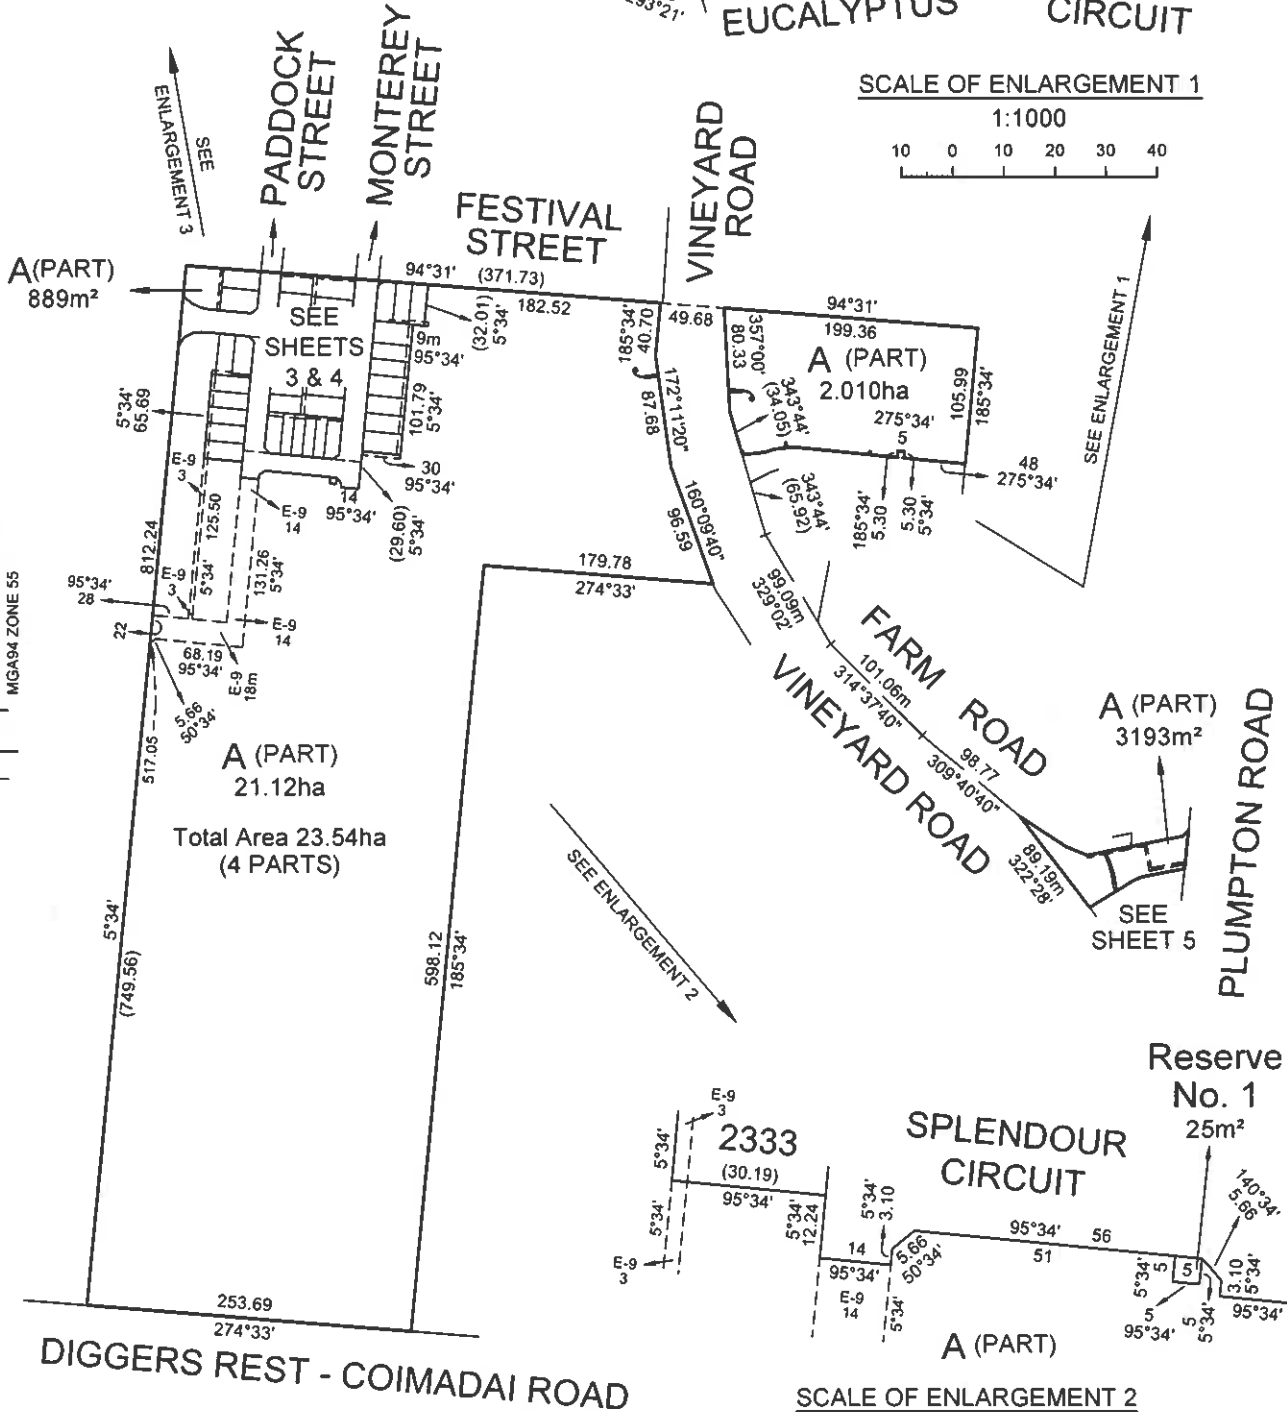 293°21'
EUCALYPTUS CIRCUIT
SCALE OF ENLARGEMENT 1
1:1000
10 0 10 20 30 40
SEE
ENLARGEMENT 3
PADDOCK
STREET
MONTEREY
STREET
FESTIVAL
STREET
VINEYARD
ROAD
A (PART)
889m²
94°31' (371.73)
182.52
SEE
SHEETS
3 & 4
(32.01)
5°34'
9m
95°34'
101.79
5°34'
30
95°34'
5°34'
65.69
185°34'
40.70
49.68
357°00'
80.33
94°31'
199.36
A (PART)
2.010ha
275°34'
5
105.99
185°34'
48
275°34'
SEE ENLARGEMENT 1
343°44'
(34.05)
172°11'20"
87.68
343°44'
(65.92)
185°34'
5.30
5.30
5°34'
160°09'40"
96.59
E-9
3
125.50
5°34'
E-9
14
14
95°34'
(29.60)
5°34'
812.24
131.26
5°34'
E-9
3
95°34'
28
22
E-9
14
68.19
95°34'
E-9
18m
5.66
50°34'
517.05
179.78
274°33'
99.09m
329°02'
101.06m
314°37'40"
98.77
309°40'40"
FARM ROAD
VINEYARD ROAD
A (PART)
3193m²
PLUMPTON ROAD
89.19m
322°28'
SEE
SHEET 5
MGA94 ZONE 55
A (PART)
21.12ha
Total Area 23.54ha
(4 PARTS)
SEE ENLARGEMENT 2
5°34'
(749.56)
598.12
185°34'
253.69
274°33'
DIGGERS REST - COIMADAI ROAD
E-9
3
5°34'
2333
(30.19)
95°34'
5°34'
5°34'
12.24
E-9
3
14
95°34'
E-9
14
5°34'
3.10
5.66
50°34'
5°34'
SPLENDOUR
CIRCUIT
95°34' 56
51
Reserve
No. 1
25m²
140°34'
5.66
5°34'
5
5
5
95°34'
5
5°34'
3.10
5°34'
95°34'
A (PART)
SCALE OF ENLARGEMENT 2